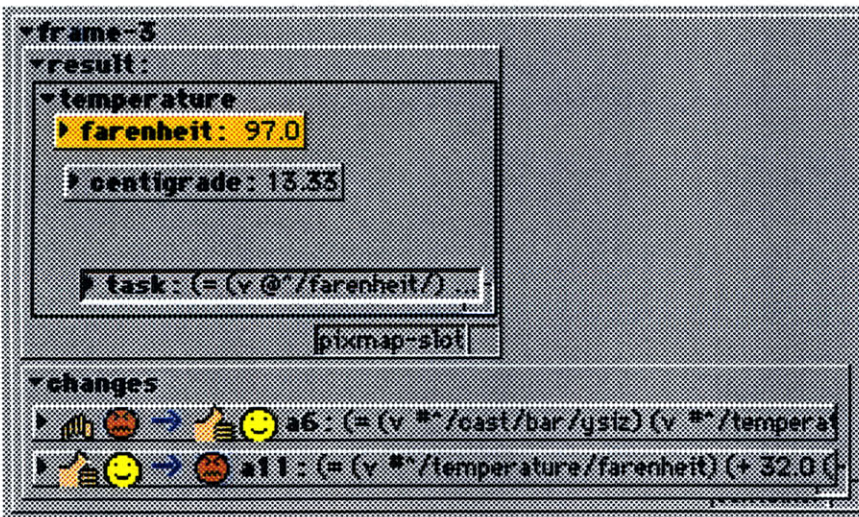 frame-3
result:
temperature
farenheit: 97.0
centigrade: 13.33
task: (= (v @^/farenheit/) ...
pixmap-slot
changes
a6: (= (v #^/cast/bar/ysiz) (v #^/temperat
a11: (= (v #^/temperature/farenheit) (+ 32.0 (